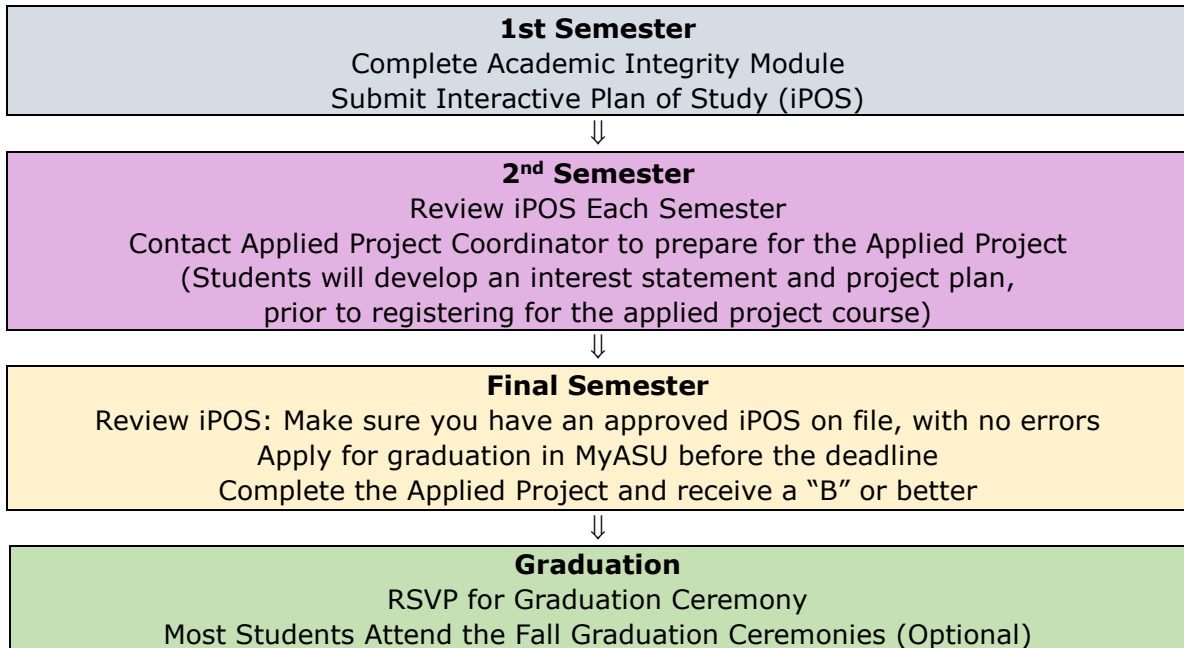 1st Semester
Complete Academic Integrity Module
Submit Interactive Plan of Study (iPOS)
⇓
2nd Semester
Review iPOS Each Semester
Contact Applied Project Coordinator to prepare for the Applied Project
(Students will develop an interest statement and project plan,
prior to registering for the applied project course)
⇓
Final Semester
Review iPOS: Make sure you have an approved iPOS on file, with no errors
Apply for graduation in MyASU before the deadline
Complete the Applied Project and receive a “B” or better
⇓
Graduation
RSVP for Graduation Ceremony
Most Students Attend the Fall Graduation Ceremonies (Optional)